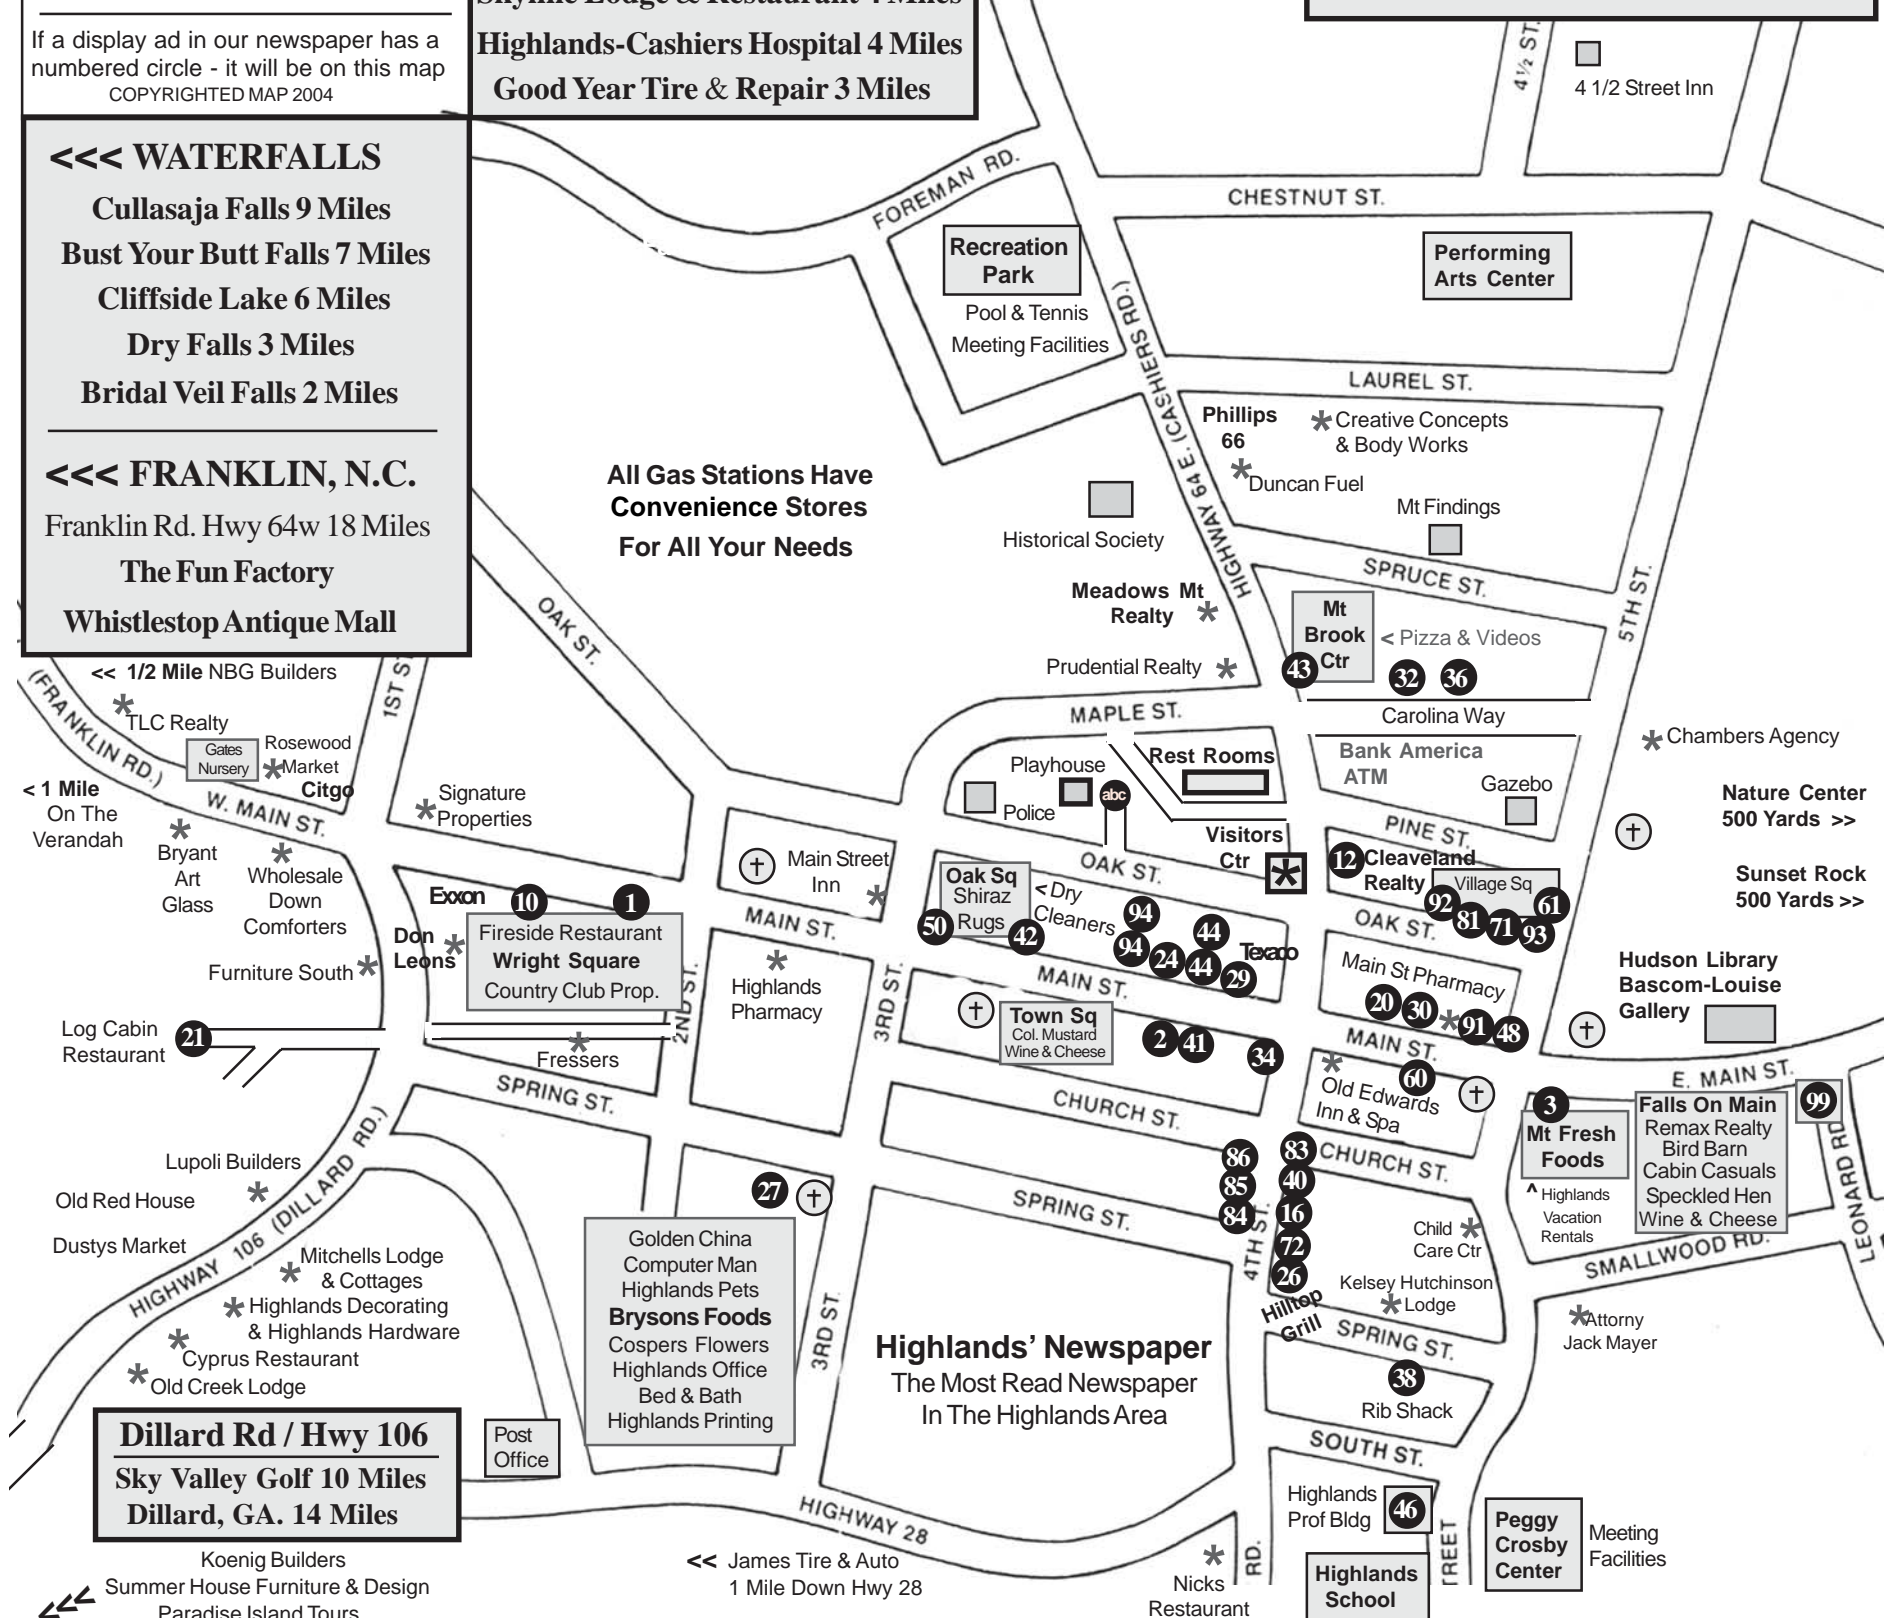 If a display ad in our newspaper has a
numbered circle - it will be on this map
COPYRIGHTED MAP 2004
Skyline Lodge & Restaurant 4 Miles
Highlands-Cashiers Hospital 4 Miles
Good Year Tire & Repair 3 Miles
<<< WATERFALLS
Cullasaja Falls 9 Miles
Bust Your Butt Falls 7 Miles
Cliffside Lake 6 Miles
Dry Falls 3 Miles
Bridal Veil Falls 2 Miles
<<< FRANKLIN, N.C.
Franklin Rd. Hwy 64w 18 Miles
The Fun Factory
Whistlestop Antique Mall
4½ ST.
4 1/2 Street Inn
FOREMAN RD.
CHESTNUT ST.
Recreation
Park
Pool & Tennis
Meeting Facilities
Performing
Arts Center
HIGHWAY 64 E. (CASHIERS RD.)
LAUREL ST.
Phillips
66
Creative Concepts
& Body Works
Duncan Fuel
Mt Findings
All Gas Stations Have
Convenience Stores
For All Your Needs
Historical Society
SPRUCE ST.
5TH ST.
Meadows Mt
Realty
Mt
Brook
Ctr
< Pizza & Videos
43
32
36
Prudential Realty
OAK ST.
Carolina Way
MAPLE ST.
<< 1/2 Mile NBG Builders
(FRANKLIN RD.)
TLC Realty
1ST ST
Gates
Nursery
Rosewood
Market
Citgo
< 1 Mile
On The
Verandah
W. MAIN ST.
Signature
Properties
Bryant
Art
Glass
Wholesale
Down
Comforters
Furniture South
Playhouse
Police
abc
Rest Rooms
Bank America
ATM
Gazebo
Chambers Agency
Nature Center
500 Yards >>
Sunset Rock
500 Yards >>
PINE ST.
Visitors
Ctr
12
Cleaveland
Realty
Village Sq
92
81
71
93
61
OAK ST.
Main Street
Inn
Oak Sq
Shiraz
Rugs
50
42
< Dry
Cleaners
OAK ST.
94
94
24
44
44
29
Texaco
Exxon
10
1
Don
Leons
Fireside Restaurant
Wright Square
Country Club Prop.
2ND ST.
MAIN ST.
Highlands
Pharmacy
3RD ST.
MAIN ST.
Main St Pharmacy
20
30
91
48
Hudson Library
Bascom-Louise
Gallery
Log Cabin
Restaurant
21
Fressers
Town Sq
Col. Mustard
Wine & Cheese
2
41
34
MAIN ST.
60
Old Edwards
Inn & Spa
E. MAIN ST.
SPRING ST.
CHURCH ST.
3
Mt Fresh
Foods
^ Highlands
Vacation
Rentals
Falls On Main
Remax Realty
Bird Barn
Cabin Casuals
Speckled Hen
Wine & Cheese
99
LEONARD RD.
Lupoli Builders
Old Red House
Dustys Market
HIGHWAY 106 (DILLARD RD.)
27
86
85
84
83
40
16
72
26
CHURCH ST.
SPRING ST.
4TH ST.
Child
Care Ctr
Kelsey Hutchinson
Lodge
SMALLWOOD RD.
Attorny
Jack Mayer
Mitchells Lodge
& Cottages
Highlands Decorating
& Highlands Hardware
Cyprus Restaurant
Old Creek Lodge
Golden China
Computer Man
Highlands Pets
Brysons Foods
Cospers Flowers
Highlands Office
Bed & Bath
Highlands Printing
3RD ST.
Highlands' Newspaper
The Most Read Newspaper
In The Highlands Area
Hilltop
Grill
SPRING ST.
38
Rib Shack
SOUTH ST.
Dillard Rd / Hwy 106
Sky Valley Golf 10 Miles
Dillard, GA. 14 Miles
Post
Office
HIGHWAY 28
<< James Tire & Auto
1 Mile Down Hwy 28
Highlands
Prof Bldg
46
Peggy
Crosby
Center
Meeting
Facilities
RD.
TREET
Highlands
School
Nicks
Restaurant
Koenig Builders
Summer House Furniture & Design
Paradise Island Tours
<<<